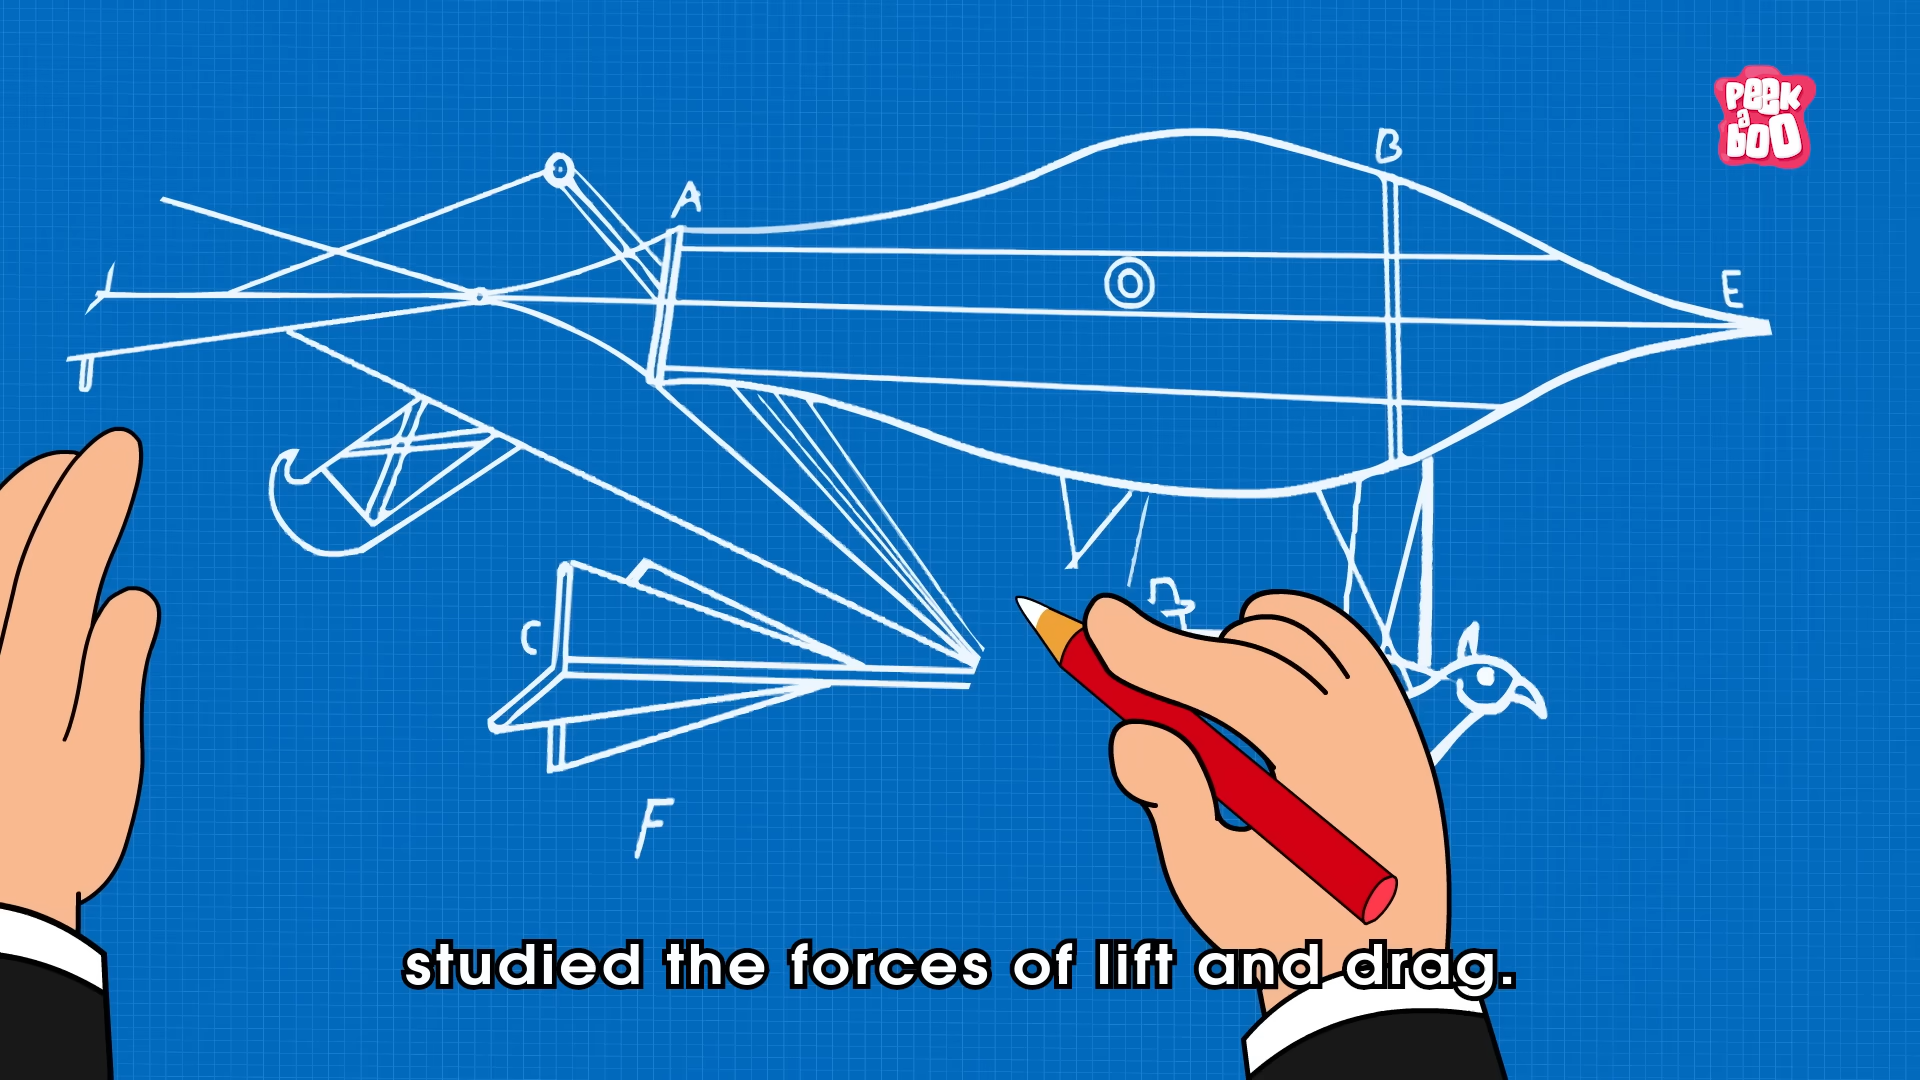 PEEK
a
bOO
B
A
E
C
F
studied the forces of lift and drag.